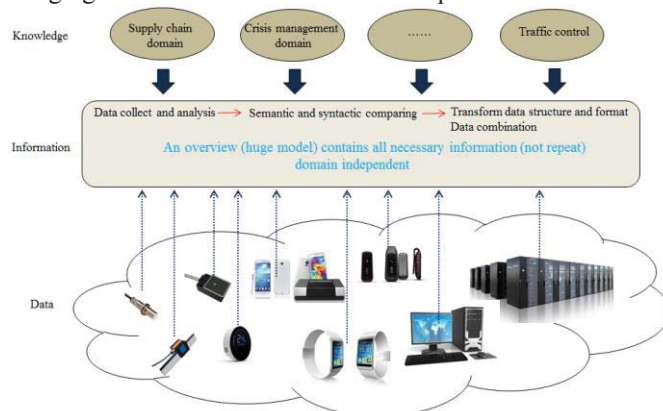 Knowledge
Supply chain
domain
Crisis management
domain
……
Traffic control
Data collect and analysis
Semantic and syntactic comparing
Transform data structure and format
Data combination
Information
An overview (huge model) contains all necessary information (not repeat)
domain independent
Data